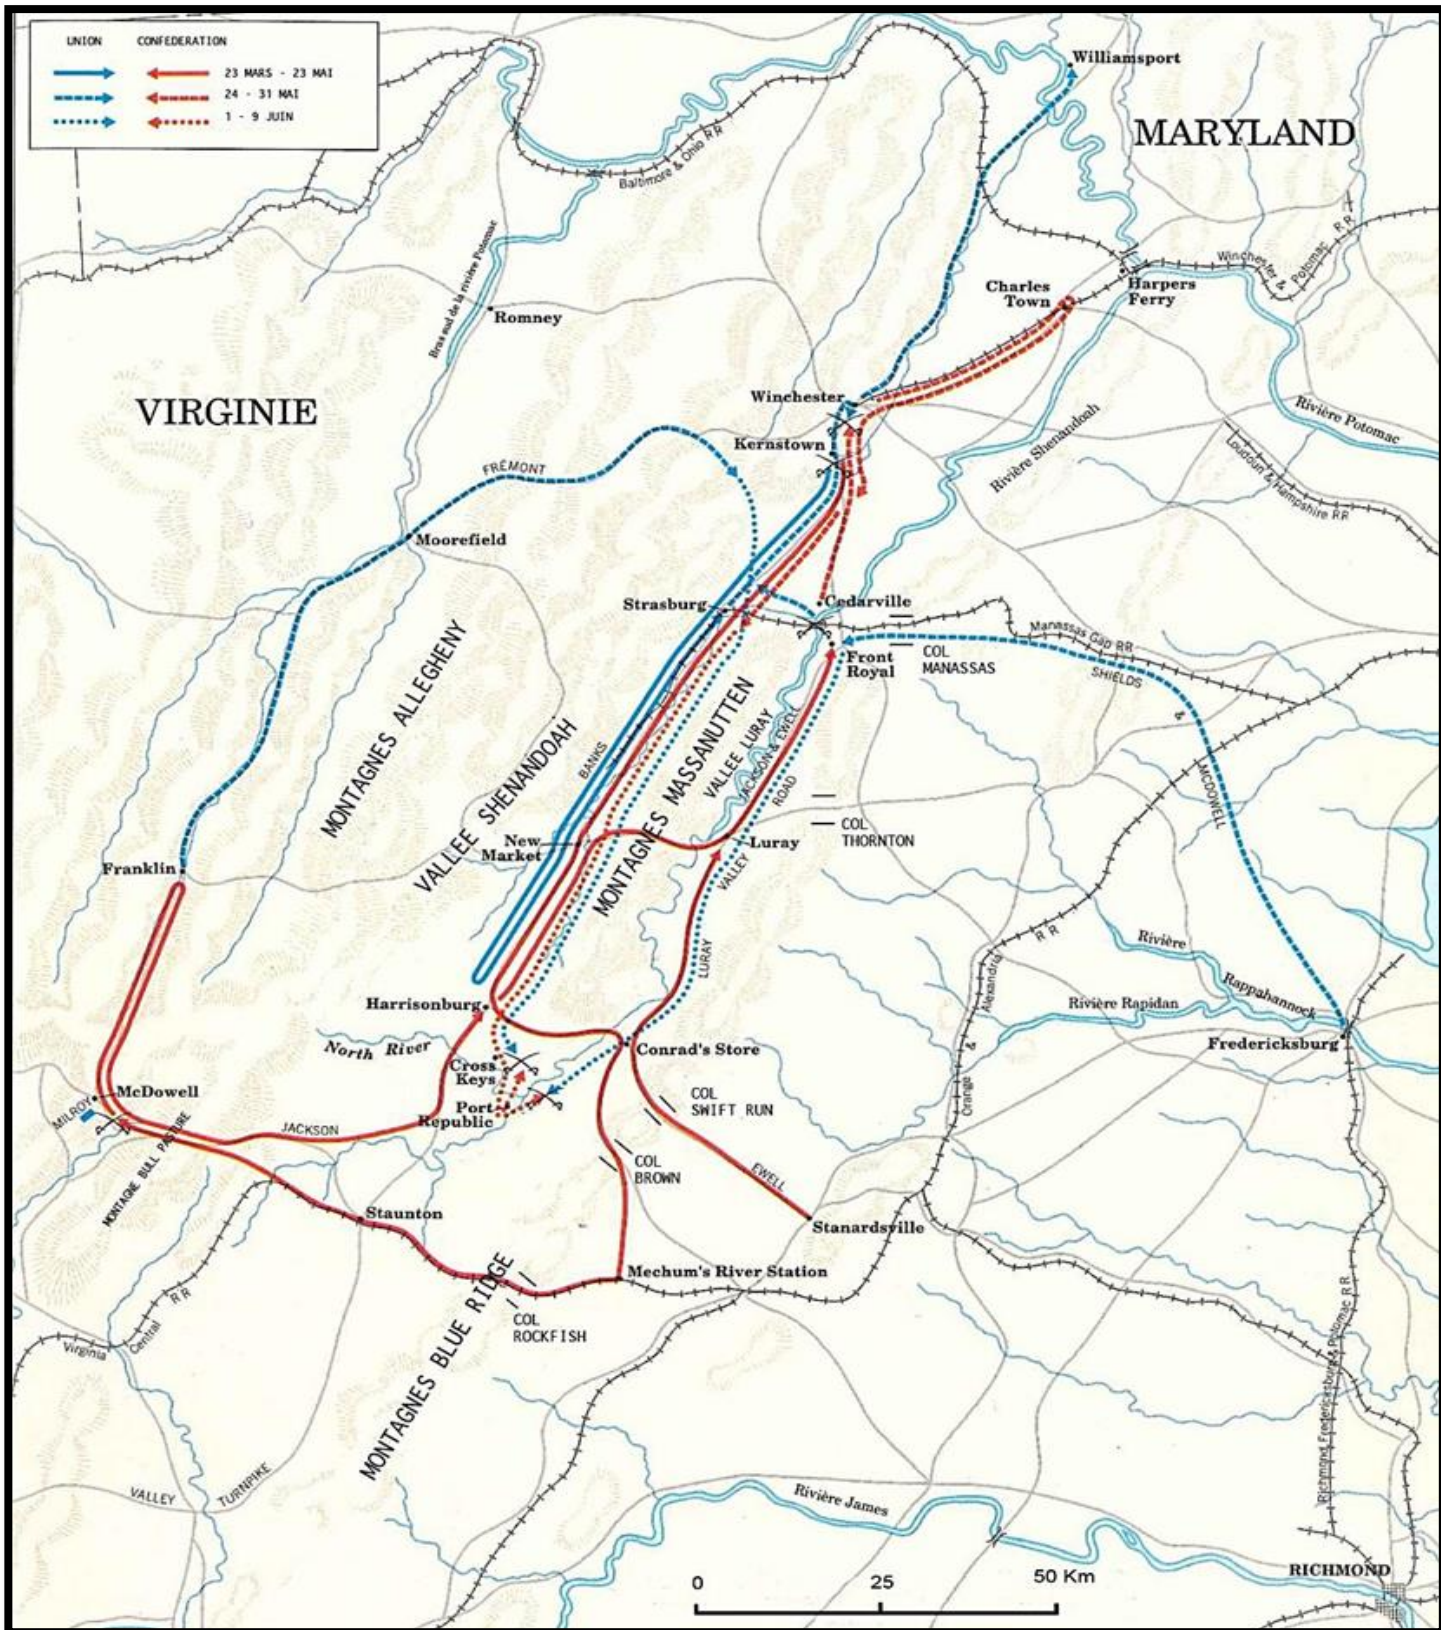 UNION CONFEDERATION
23 MARS - 23 MAI
24 - 31 MAI
1 - 9 JUIN
Williamsport
MARYLAND
Baltimore & Ohio RR
Bras sud de la rivière Potomac
Winchester & Potomac RR
Harpers
Ferry
Charles
Town
Romney
VIRGINIE
Winchester
Rivière Potomac
Rivière Shenandoah
Kernstown
Loudoun & Hampshire RR
FRÉMONT
Moorefield
Strasburg
Cedarville
Manassas Gap RR
COL
MANASSAS
Front
Royal
SHIELDS
&
MCDOWELL
MONTAGNES ALLEGHENY
VALLEE SHENANDOAH
BANKS
MONTAGNES MASSANUTTEN
VALLEE LURAY
JACKSON & EWELL
LURAY
VALLEY
ROAD
COL
THORNTON
New
Market
Luray
Franklin
Rivière
Rappahannock
Rivière Rapidan
Fredericksburg
Orange & Alexandria RR
Harrisonburg
North River
Conrad's Store
Cross
Keys
McDowell
MILROY
Port
Republic
COL
SWIFT RUN
JACKSON
MONTAGNE BULL PASTURE
COL
BROWN
EWELL
Staunton
Stanardsville
Mechum's River Station
COL
ROCKFISH
MONTAGNES BLUE RIDGE
Virginia Central RR
Richmond Fredericksburg & Potomac RR
VALLEY TURNPIKE
Rivière James
RICHMOND
0 25 50 Km